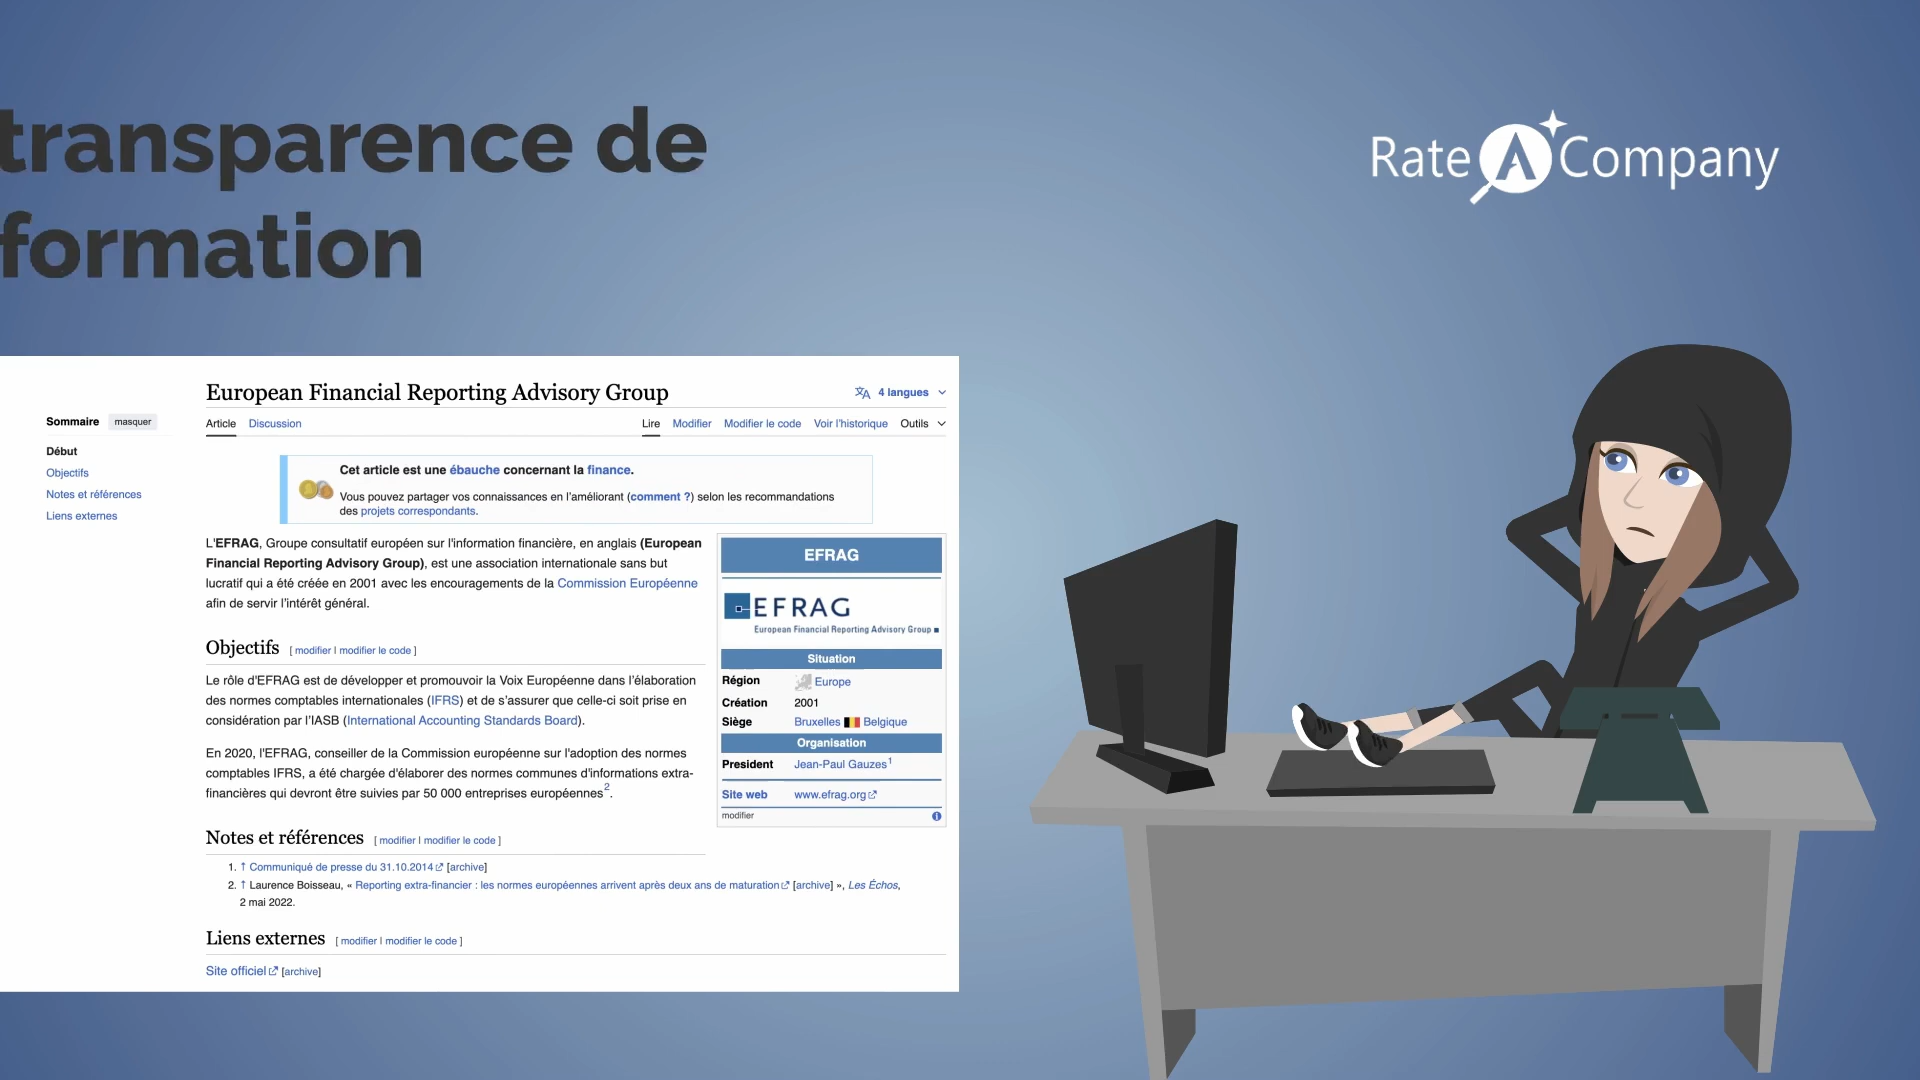 transparence de
formation
Rate A Company
European Financial Reporting Advisory Group
4 langues
Sommaire masquer
Article Discussion Lire Modifier Modifier le code Voir l'historique Outils
Début
Objectifs
Notes et références
Liens externes
Cet article est une ébauche concernant la finance.
Vous pouvez partager vos connaissances en l'améliorant (comment ?) selon les recommandations
des projets correspondants.
L'EFRAG, Groupe consultatif européen sur l'information financière, en anglais (European
Financial Reporting Advisory Group), est une association internationale sans but
lucratif qui a été créée en 2001 avec les encouragements de la Commission Européenne
afin de servir l'intérêt général.
Objectifs [ modifier | modifier le code ]
Le rôle d'EFRAG est de développer et promouvoir la Voix Européenne dans l'élaboration
des normes comptables internationales (IFRS) et de s'assurer que celle-ci soit prise en
considération par l'IASB (International Accounting Standards Board).
En 2020, l'EFRAG, conseiller de la Commission européenne sur l'adoption des normes
comptables IFRS, a été chargée d'élaborer des normes communes d'informations extra-
financières qui devront être suivies par 50 000 entreprises européennes2.
EFRAG
EFRAG
European Financial Reporting Advisory Group
Situation
Région Europe
Création 2001
Siège Bruxelles Belgique
Organisation
President Jean-Paul Gauzes1
Site web www.efrag.org
modifier
Notes et références [ modifier | modifier le code ]
1. ↑ Communiqué de presse du 31.10.2014 [archive]
2. ↑ Laurence Boisseau, « Reporting extra-financier : les normes européennes arrivent après deux ans de maturation [archive] », Les Échos,
2 mai 2022.
Liens externes [ modifier | modifier le code ]
Site officiel [archive]